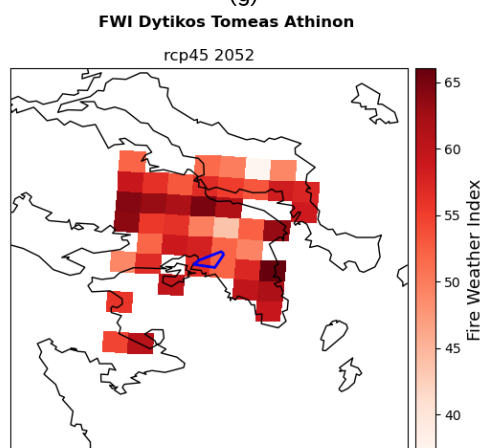 (g)
FWI Dytikos Tomeas Athinon
rcp45 2052
65
60
55
50
45
40
Fire Weather Index